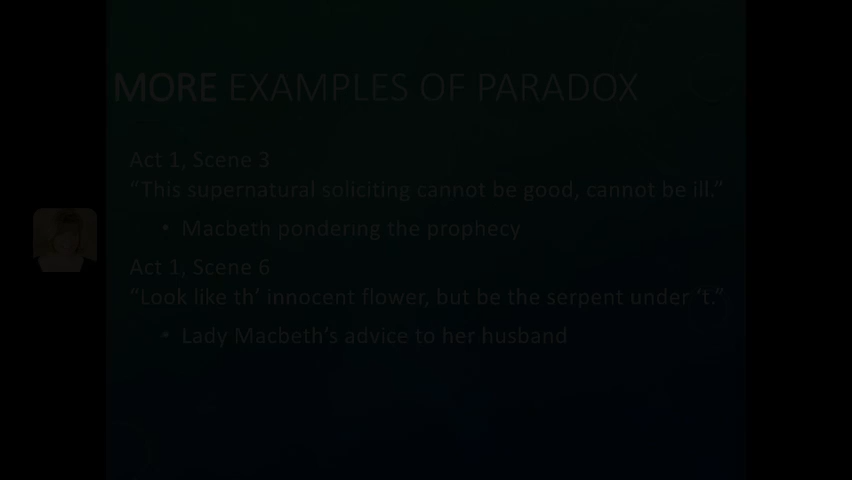 MORE EXAMPLES OF PARADOX
Act 1, Scene 3
“This supernatural soliciting cannot be good, cannot be ill.”
• Macbeth pondering the prophecy
Act 1, Scene 6
“Look like th’ innocent flower, but be the serpent under ‘t.”
• Lady Macbeth’s advice to her husband